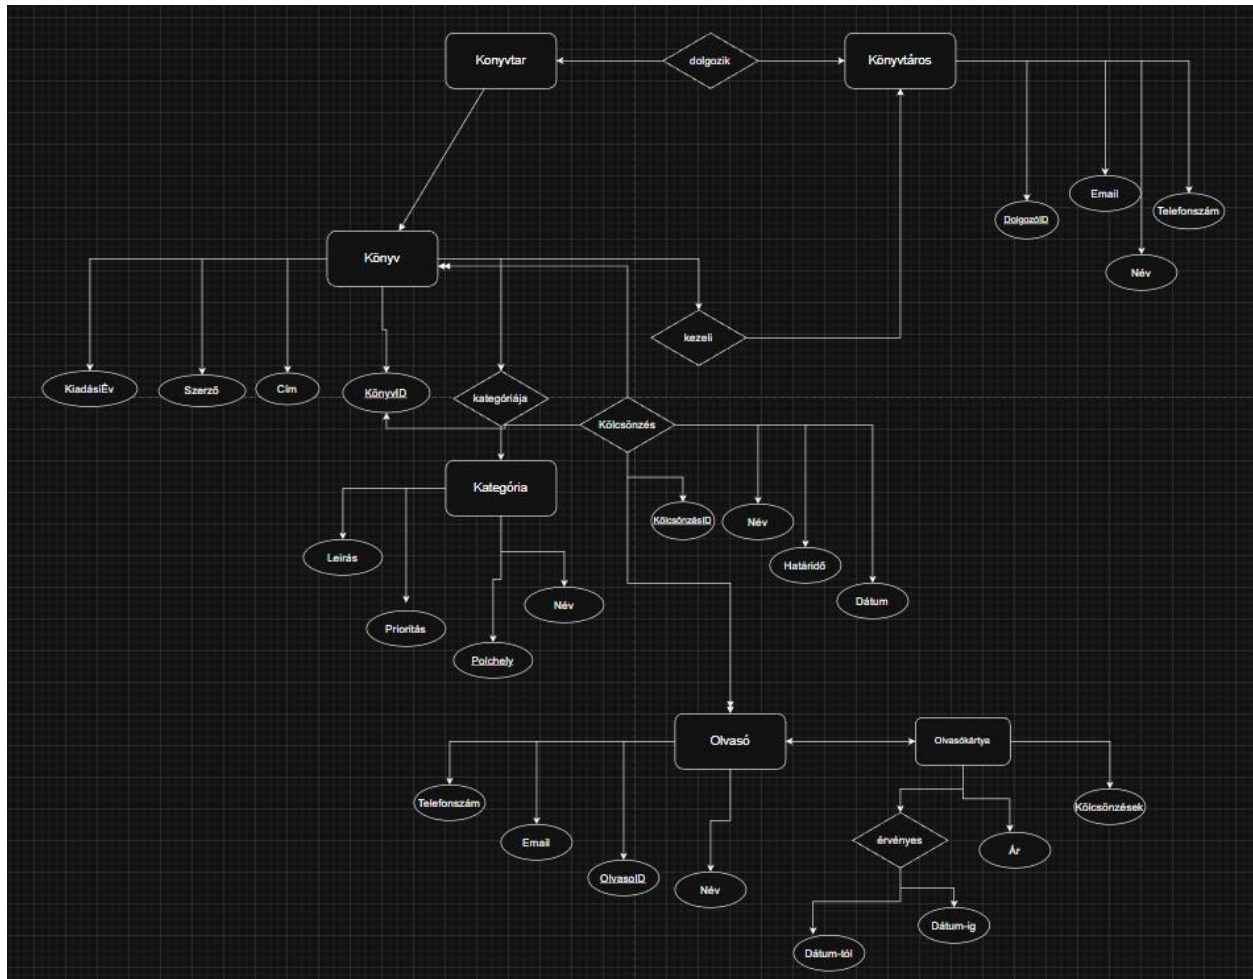 Konyvtar
dolgozik
Könyvtáros
Email
DolgozóID
Telefonszám
Név
Könyv
kezeli
KiadásiÉv
Szerző
Cím
KönyvID
kategóriája
Kölcsönzés
Kategória
KölcsönzésID
Név
Leírás
Határidő
Név
Dátum
Prioritás
Polchely
Olvasó
Olvasókártya
Telefonszám
Kölcsönzések
Email
érvényes
Ár
OlvasoID
Név
Dátum-ig
Dátum-tól